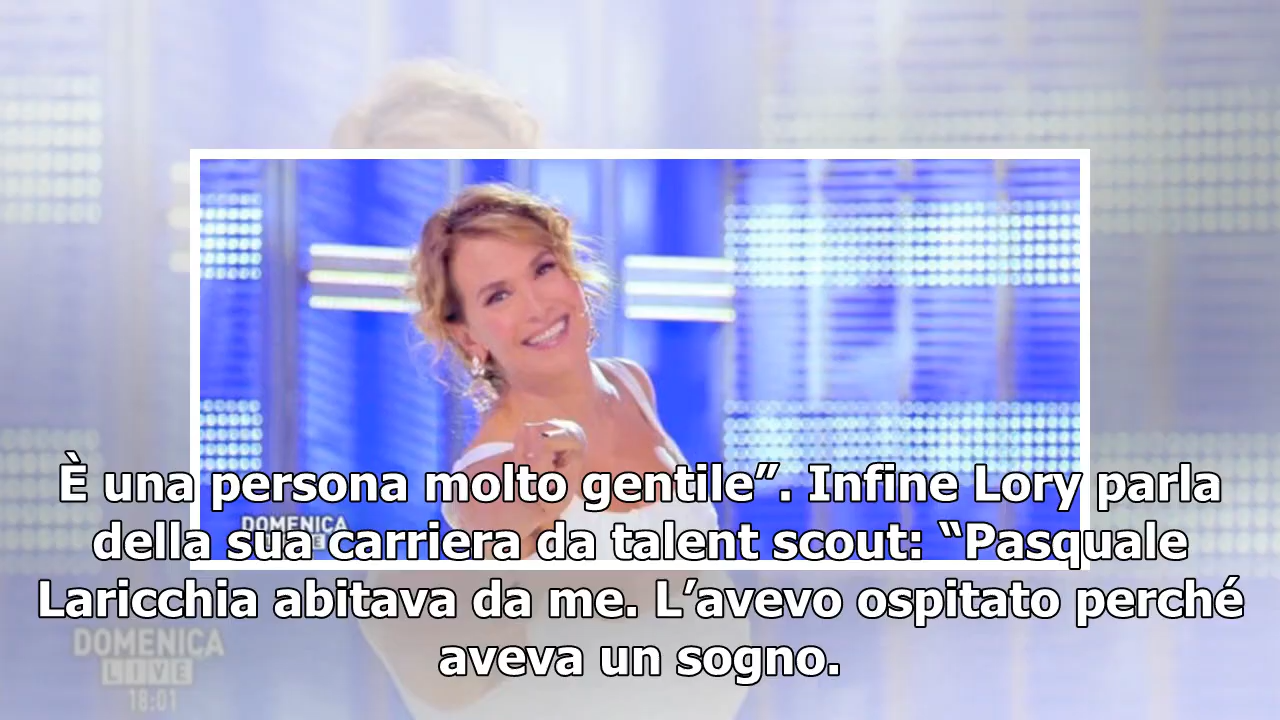 È una persona molto gentile”. Infine Lory parla
della sua carriera da talent scout: “Pasquale
Laricchia abitava da me. L’avevo ospitato perché
aveva un sogno.
DOMENICA
DOMENICA
LIVE
18:01